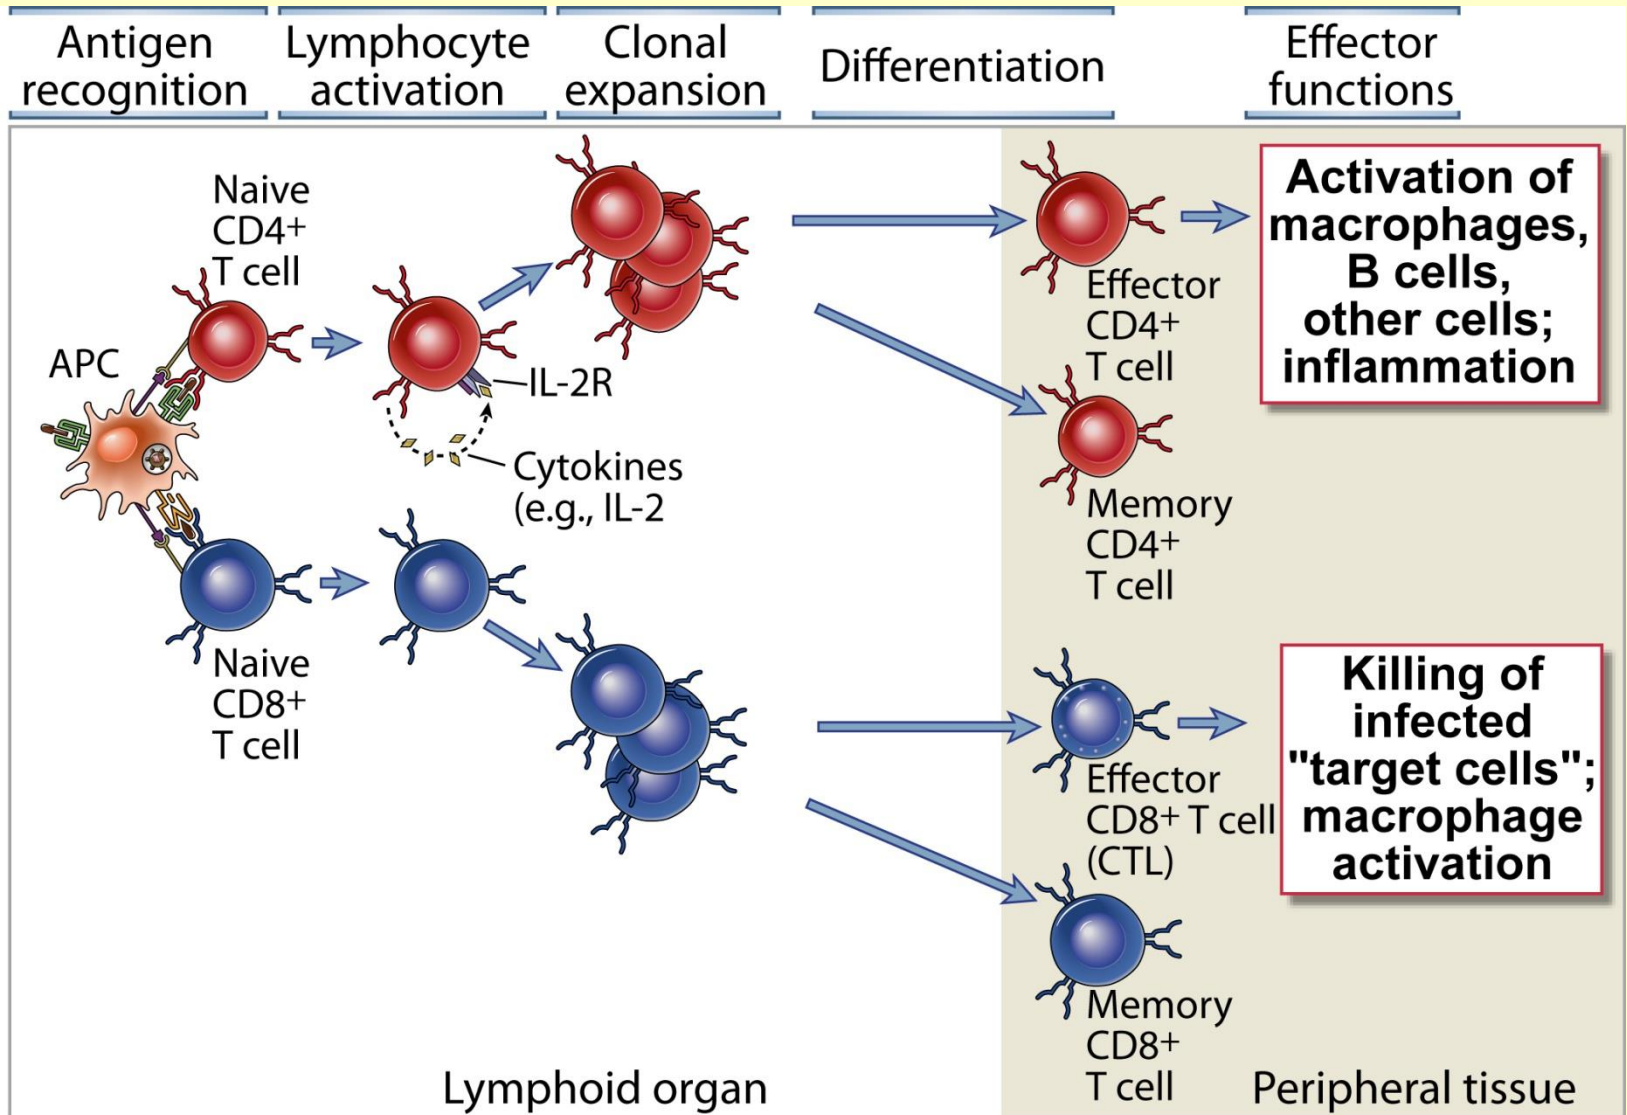 Antigen
recognition
Lymphocyte
activation
Clonal
expansion
Differentiation
Effector
functions
Naive
CD4+
T cell
APC
IL-2R
Cytokines
(e.g., IL-2
Naive
CD8+
T cell
Effector
CD4+
T cell
Memory
CD4+
T cell
Activation of
macrophages,
B cells,
other cells;
inflammation
Effector
CD8+ T cell
(CTL)
Memory
CD8+
T cell
Killing of
infected
"target cells";
macrophage
activation
Lymphoid organ
Peripheral tissue